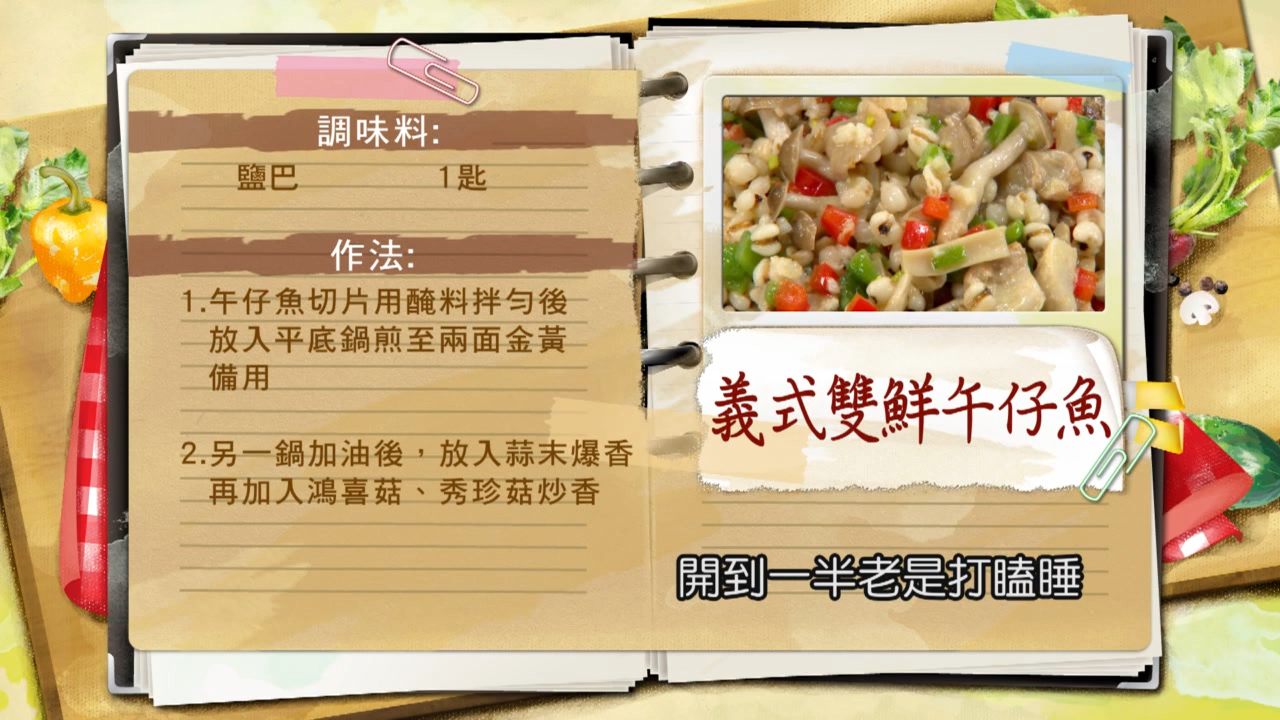 調味料:
鹽巴 1匙
作法:
1.午仔魚切片用醃料拌勻後
放入平底鍋煎至兩面金黃
備用
2.另一鍋加油後，放入蒜末爆香
再加入鴻喜菇、秀珍菇炒香
義式雙鮮午仔魚
開到一半老是打瞌睡